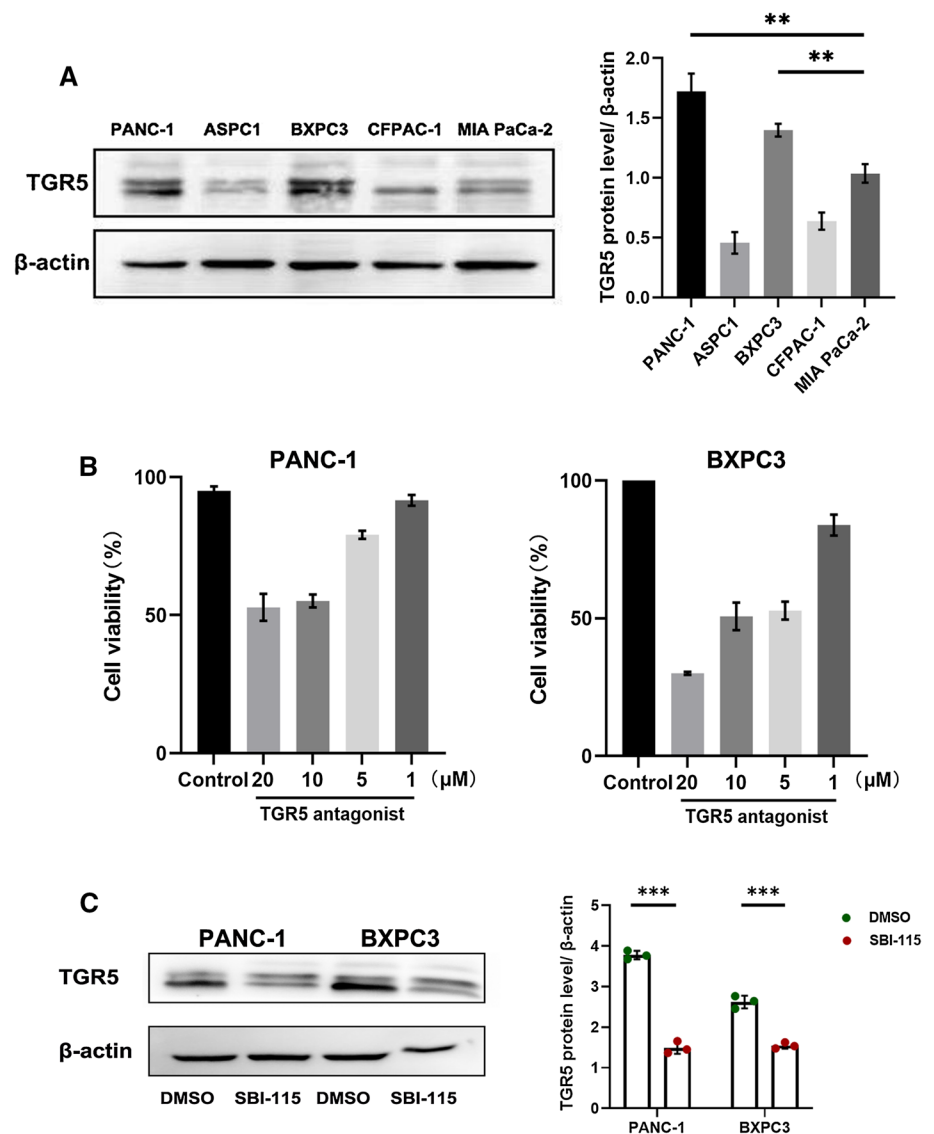 A
PANC-1 ASPC1 BXPC3 CFPAC-1 MIA PaCa-2
TGR5
β-actin
**
**
TGR5 protein level/ β-actin
2.0
1.5
1.0
0.5
0.0
PANC-1 ASPC1 BXPC3 CFPAC-1 MIA PaCa-2
B
PANC-1
Cell viability(%)
100
50
0
Control 20 10 5 1 (μM)
TGR5 antagonist
BXPC3
Cell viability(%)
100
50
0
Control 20 10 5 1 (μM)
TGR5 antagonist
C
PANC-1 BXPC3
TGR5
β-actin
DMSO SBI-115 DMSO SBI-115
TGR5 protein level/ β-actin
5
4
3
2
1
0
*** ***
PANC-1 BXPC3
DMSO
SBI-115